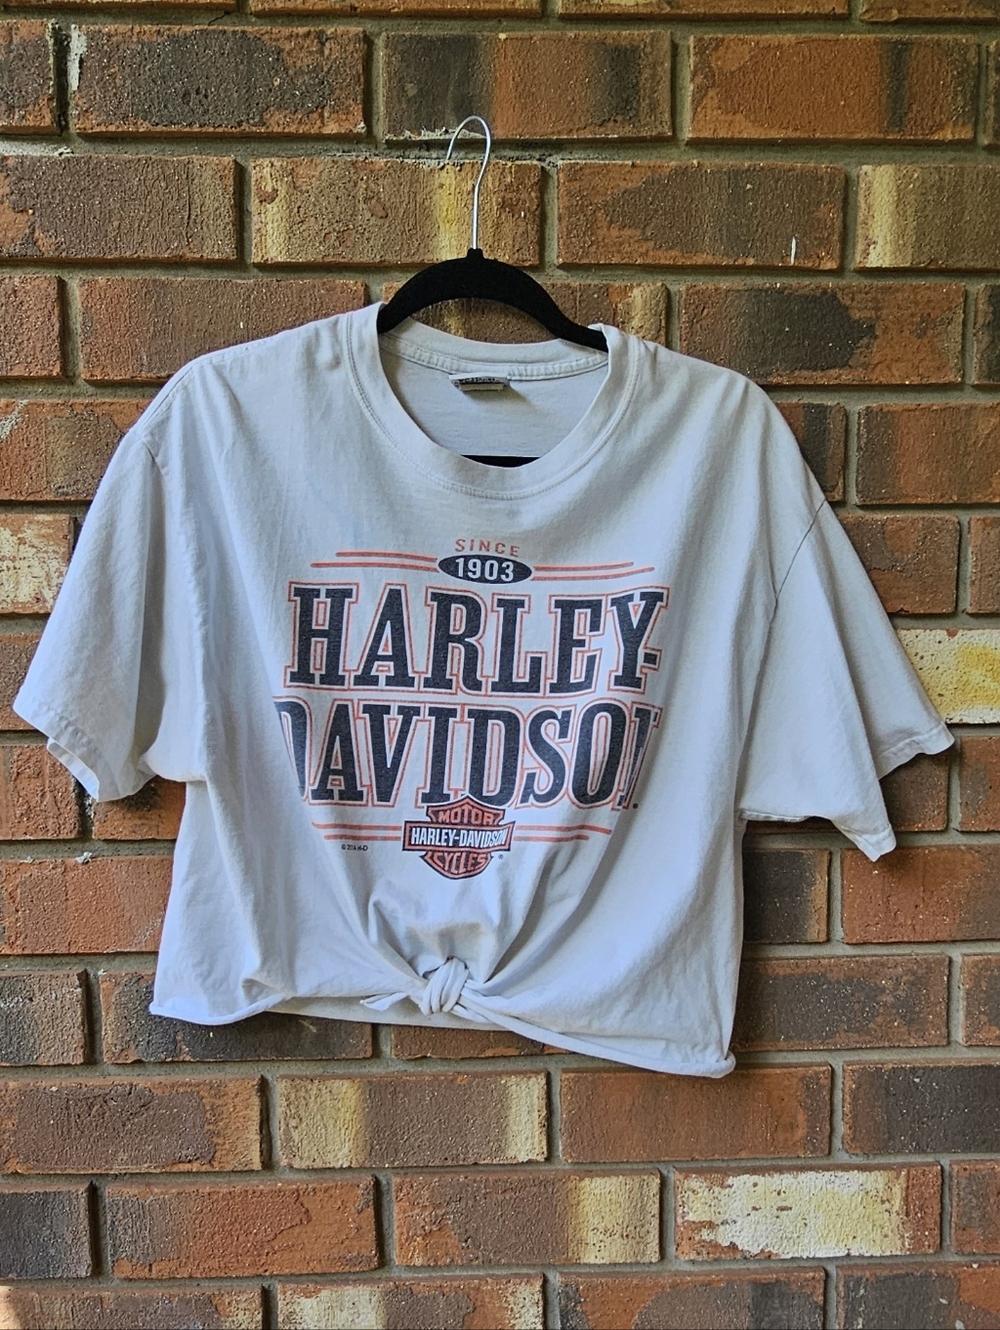 SINCE
1903
HARLEY-
DAVIDSON
MOTOR
HARLEY-DAVIDSON
CYCLES
®